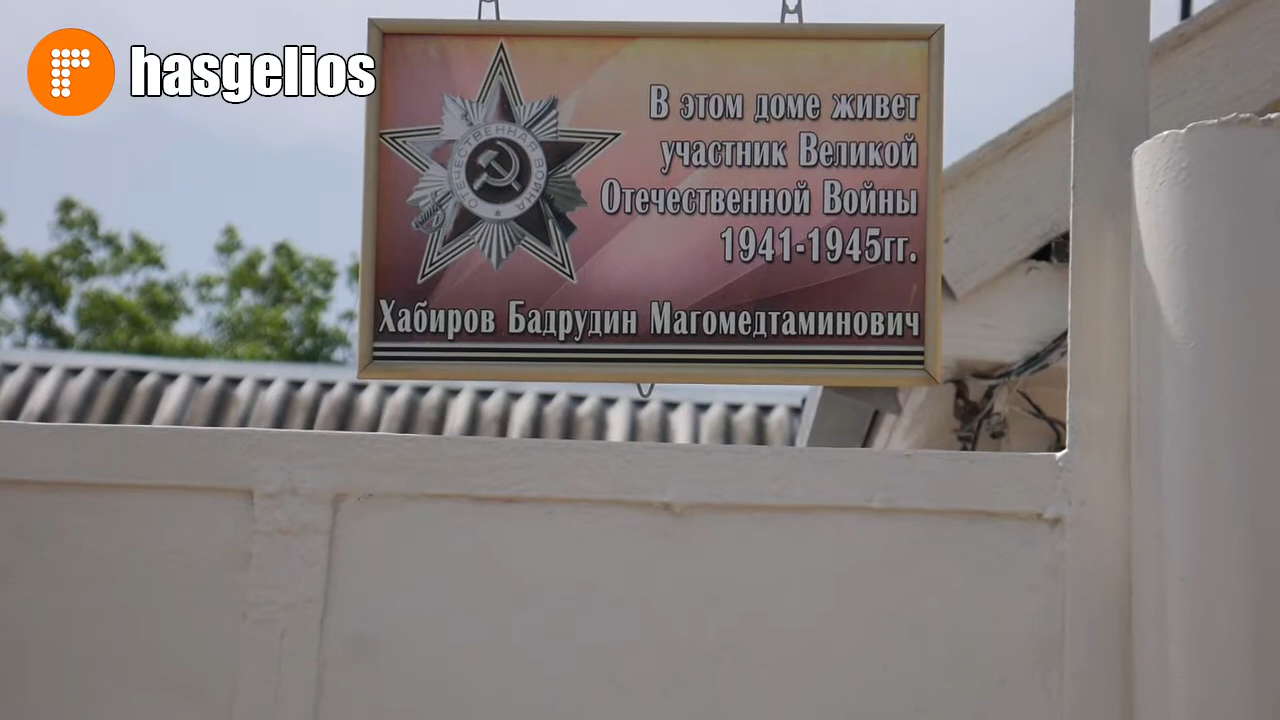 hasgelios
В этом доме живет
участник Великой
Отечественной Войны
1941-1945гг.
ОТЕЧЕСТВЕННАЯ ВОЙНА
Хабиров Бадрудин Магомедтаминович